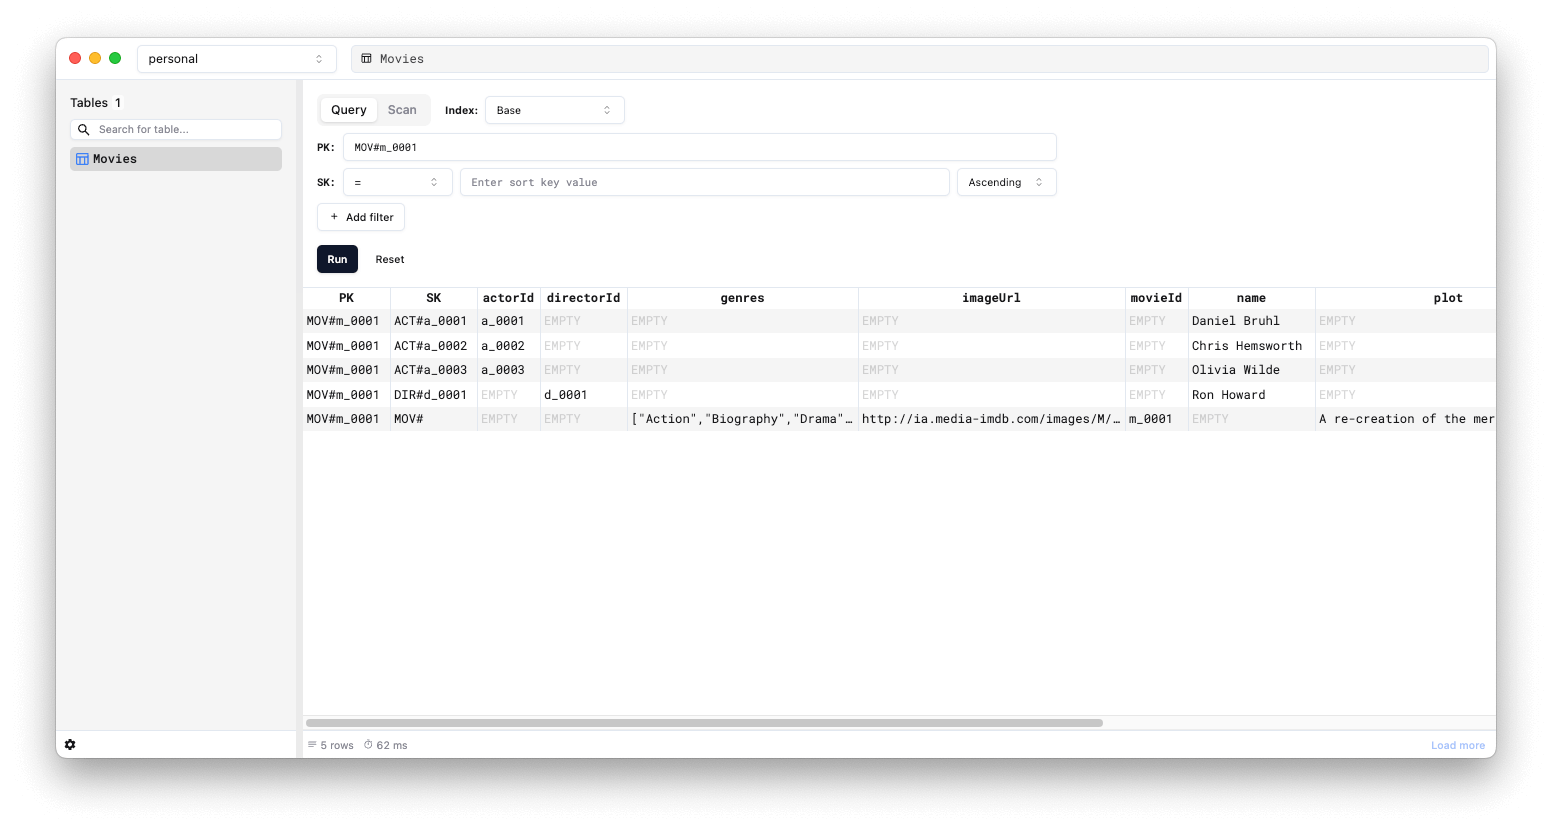 personal
Movies
Tables 1
Search for table...
Movies
Query Scan Index: Base
PK: MOV#m_0001
SK: = Enter sort key value Ascending
+ Add filter
Run Reset
PK SK actorId directorId genres imageUrl movieId name plot
MOV#m_0001 ACT#a_0001 a_0001 EMPTY EMPTY EMPTY EMPTY Daniel Bruhl EMPTY
MOV#m_0001 ACT#a_0002 a_0002 EMPTY EMPTY EMPTY EMPTY Chris Hemsworth EMPTY
MOV#m_0001 ACT#a_0003 a_0003 EMPTY EMPTY EMPTY EMPTY Olivia Wilde EMPTY
MOV#m_0001 DIR#d_0001 EMPTY d_0001 EMPTY EMPTY EMPTY Ron Howard EMPTY
MOV#m_0001 MOV# EMPTY EMPTY ["Action","Biography","Drama"… http://ia.media-imdb.com/images/M/… m_0001 EMPTY A re-creation of the mer
5 rows 62 ms Load more